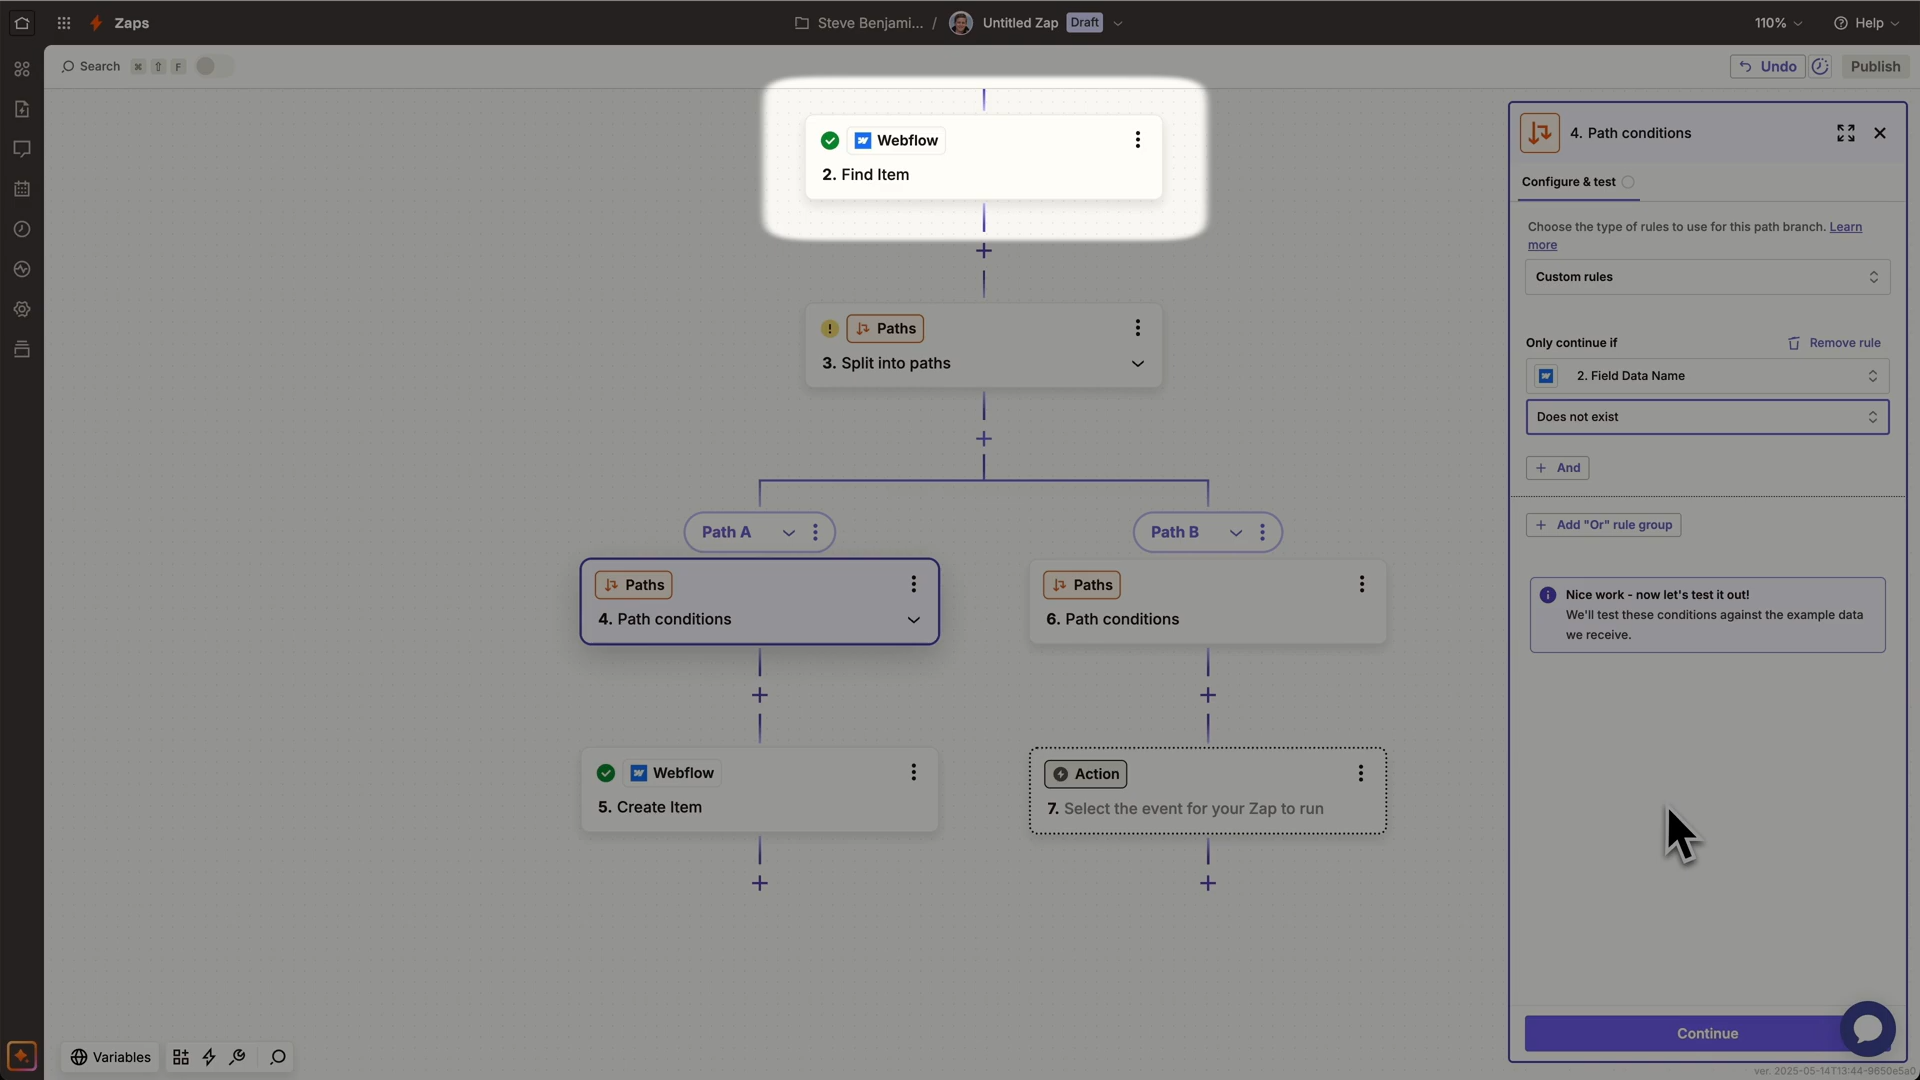 Zaps
Steve Benjami... / Untitled Zap Draft
110% Help
Search ⌘ ⇧ F
Undo
Publish
Webflow
2. Find Item
Paths
3. Split into paths
Path A
Path B
Paths
4. Path conditions
Paths
6. Path conditions
Webflow
5. Create Item
Action
7. Select the event for your Zap to run
Variables
4. Path conditions
Configure & test
Choose the type of rules to use for this path branch. Learn
more
Custom rules
Only continue if
Remove rule
2. Field Data Name
Does not exist
+ And
+ Add "Or" rule group
Nice work - now let's test it out!
We'll test these conditions against the example data
we receive.
Continue
ver. 2025-05-14T13:44-9650e5a0